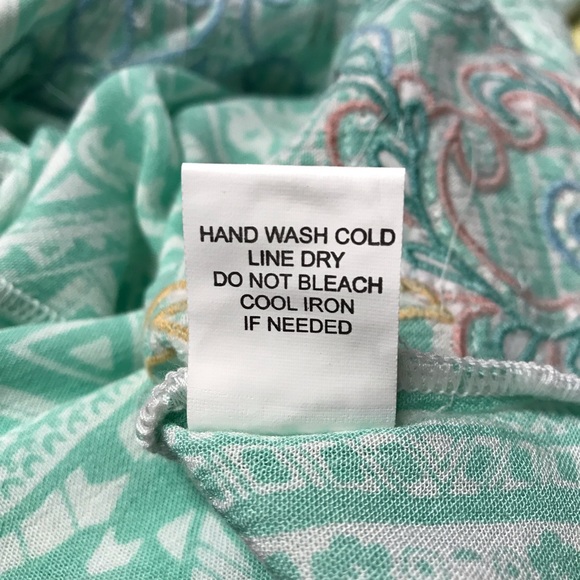 HAND WASH COLD
LINE DRY
DO NOT BLEACH
COOL IRON
IF NEEDED